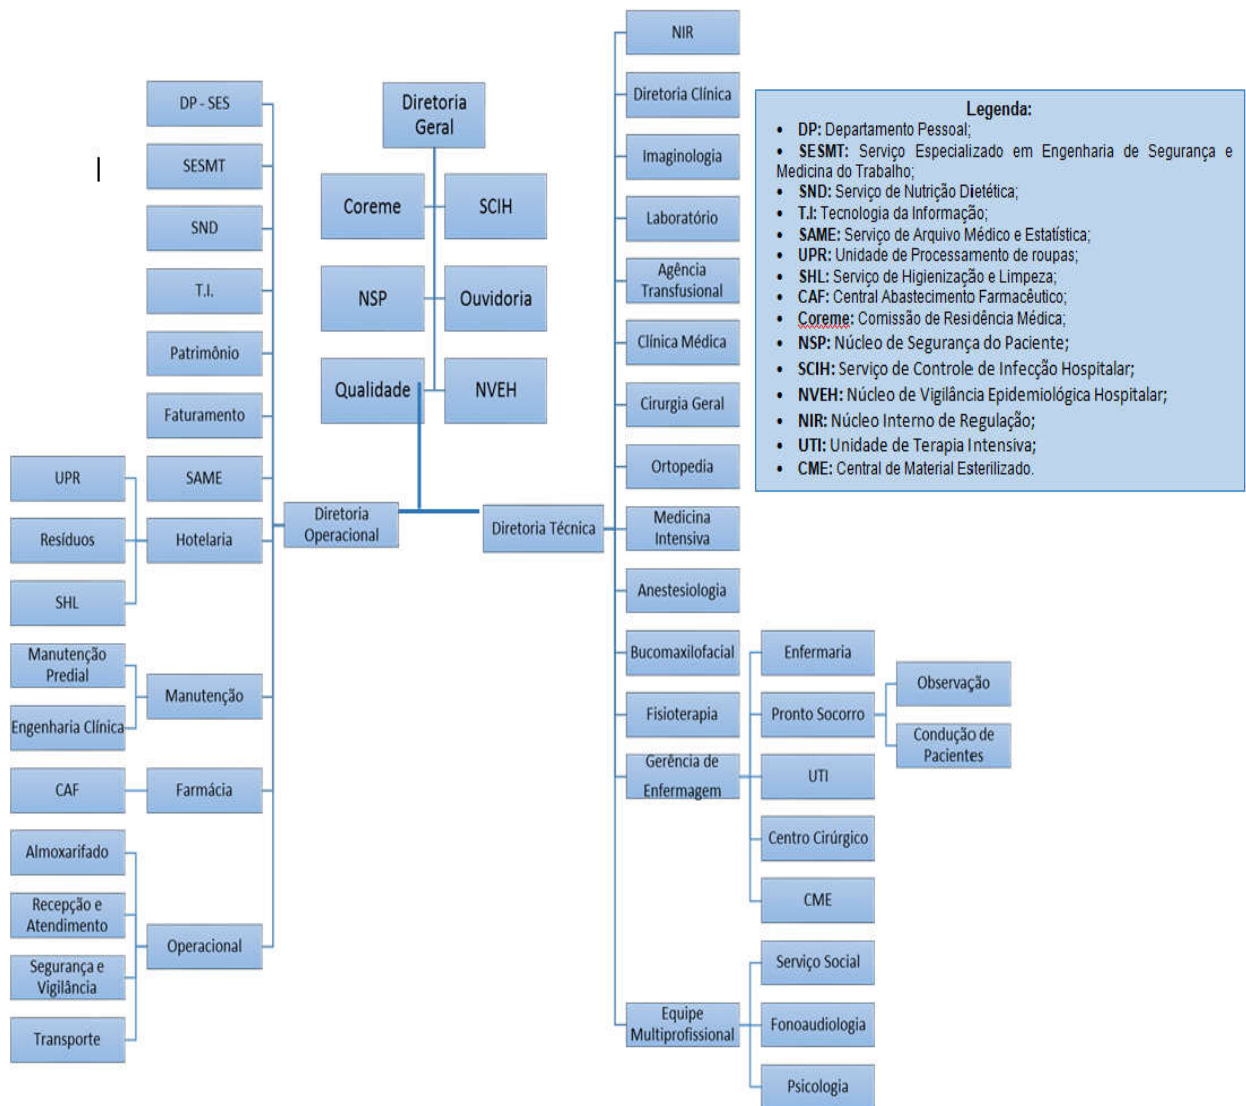 Diretoria
Geral
Coreme
SCIH
NSP
Ouvidoria
Qualidade
NVEH
Diretoria
Operacional
Diretoria Técnica
DP - SES
SESMT
SND
T.I.
Patrimônio
Faturamento
SAME
Hotelaria
UPR
Resíduos
SHL
Manutenção
Manutenção
Predial
Engenharia Clínica
Farmácia
CAF
Operacional
Almoxarifado
Recepção e
Atendimento
Segurança e
Vigilância
Transporte
NIR
Diretoria Clínica
Imaginologia
Laboratório
Agência
Transfusional
Clínica Médica
Cirurgia Geral
Ortopedia
Medicina
Intensiva
Anestesiologia
Bucomaxilofacial
Fisioterapia
Gerência de
Enfermagem
Enfermaria
Pronto Socorro
Observação
Condução de
Pacientes
UTI
Centro Cirúrgico
CME
Equipe
Multiprofissional
Serviço Social
Fonoaudiologia
Psicologia
Legenda:
• DP: Departamento Pessoal;
• SESMT: Serviço Especializado em Engenharia de Segurança e
Medicina do Trabalho;
• SND: Serviço de Nutrição Dietética;
• T.I: Tecnologia da Informação;
• SAME: Serviço de Arquivo Médico e Estatística;
• UPR: Unidade de Processamento de roupas;
• SHL: Serviço de Higienização e Limpeza;
• CAF: Central Abastecimento Farmacêutico;
• Coreme: Comissão de Residência Médica;
• NSP: Núcleo de Segurança do Paciente;
• SCIH: Serviço de Controle de Infecção Hospitalar;
• NVEH: Núcleo de Vigilância Epidemiológica Hospitalar;
• NIR: Núcleo Interno de Regulação;
• UTI: Unidade de Terapia Intensiva;
• CME: Central de Material Esterilizado.